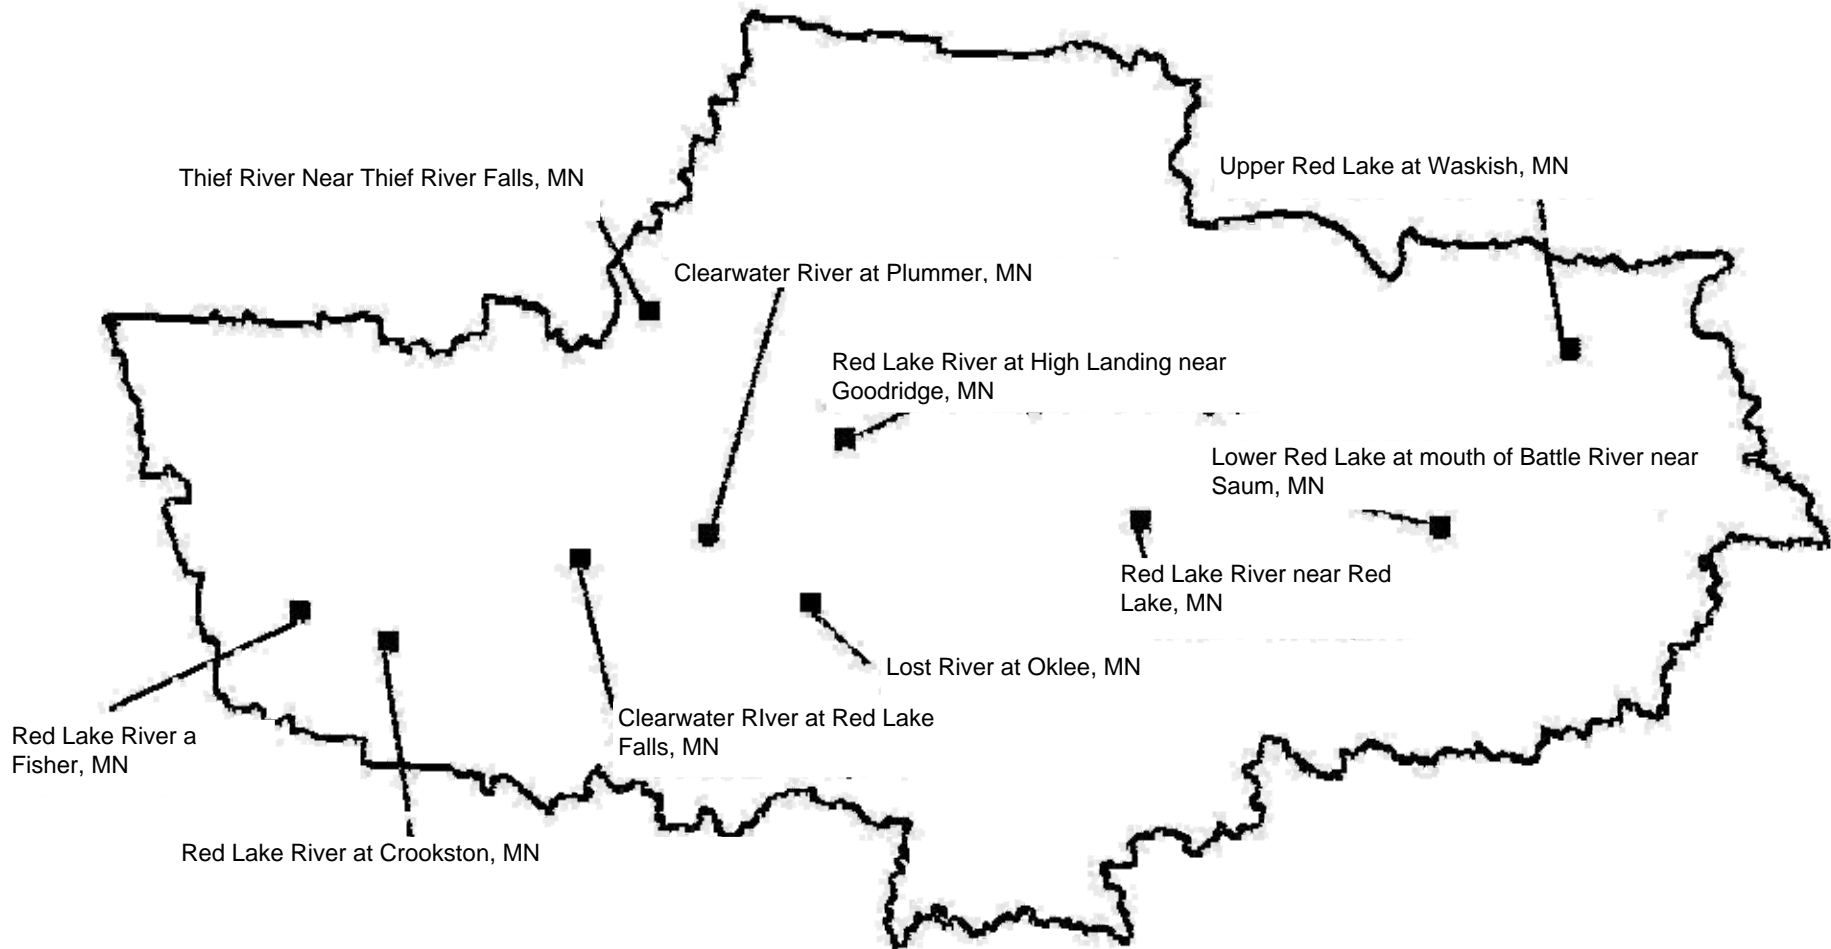 Thief River Near Thief River Falls, MN
Upper Red Lake at Waskish, MN
Clearwater River at Plummer, MN
Red Lake River at High Landing near
Goodridge, MN
Lower Red Lake at mouth of Battle River near
Saum, MN
Red Lake River near Red
Lake, MN
Lost River at Oklee, MN
Clearwater RIver at Red Lake
Falls, MN
Red Lake River a
Fisher, MN
Red Lake River at Crookston, MN